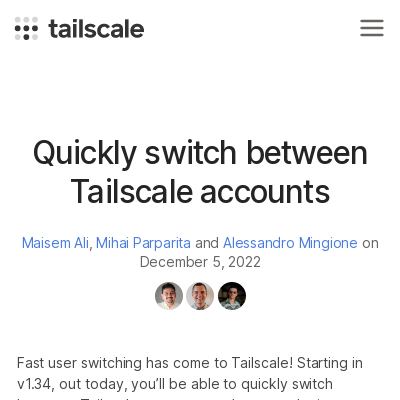 tailscale
Quickly switch between
Tailscale accounts
Maisem Ali, Mihai Parparita and Alessandro Mingione on
December 5, 2022
Fast user switching has come to Tailscale! Starting in
v1.34, out today, you’ll be able to quickly switch